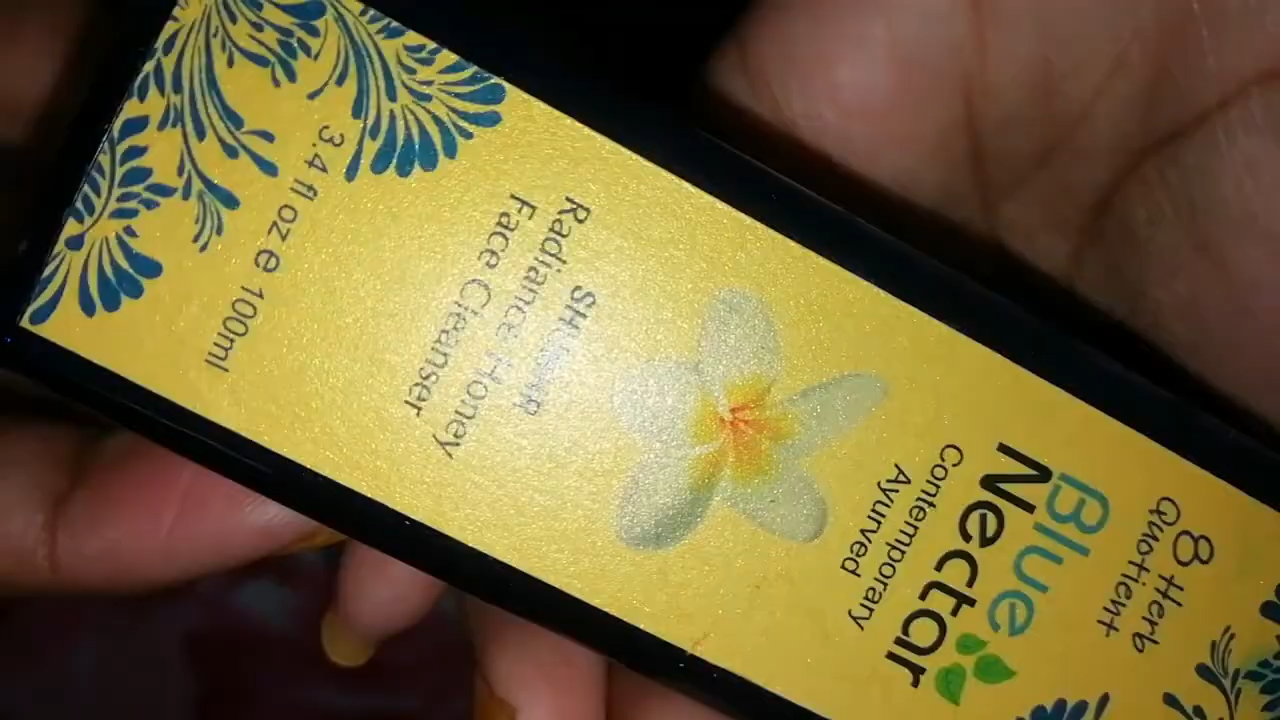 8 Herb
Quotient
Blue
Nectar
Contemporary
Ayurved
Radiance Honey
Face Cleanser
3.4 fl oz e 100ml